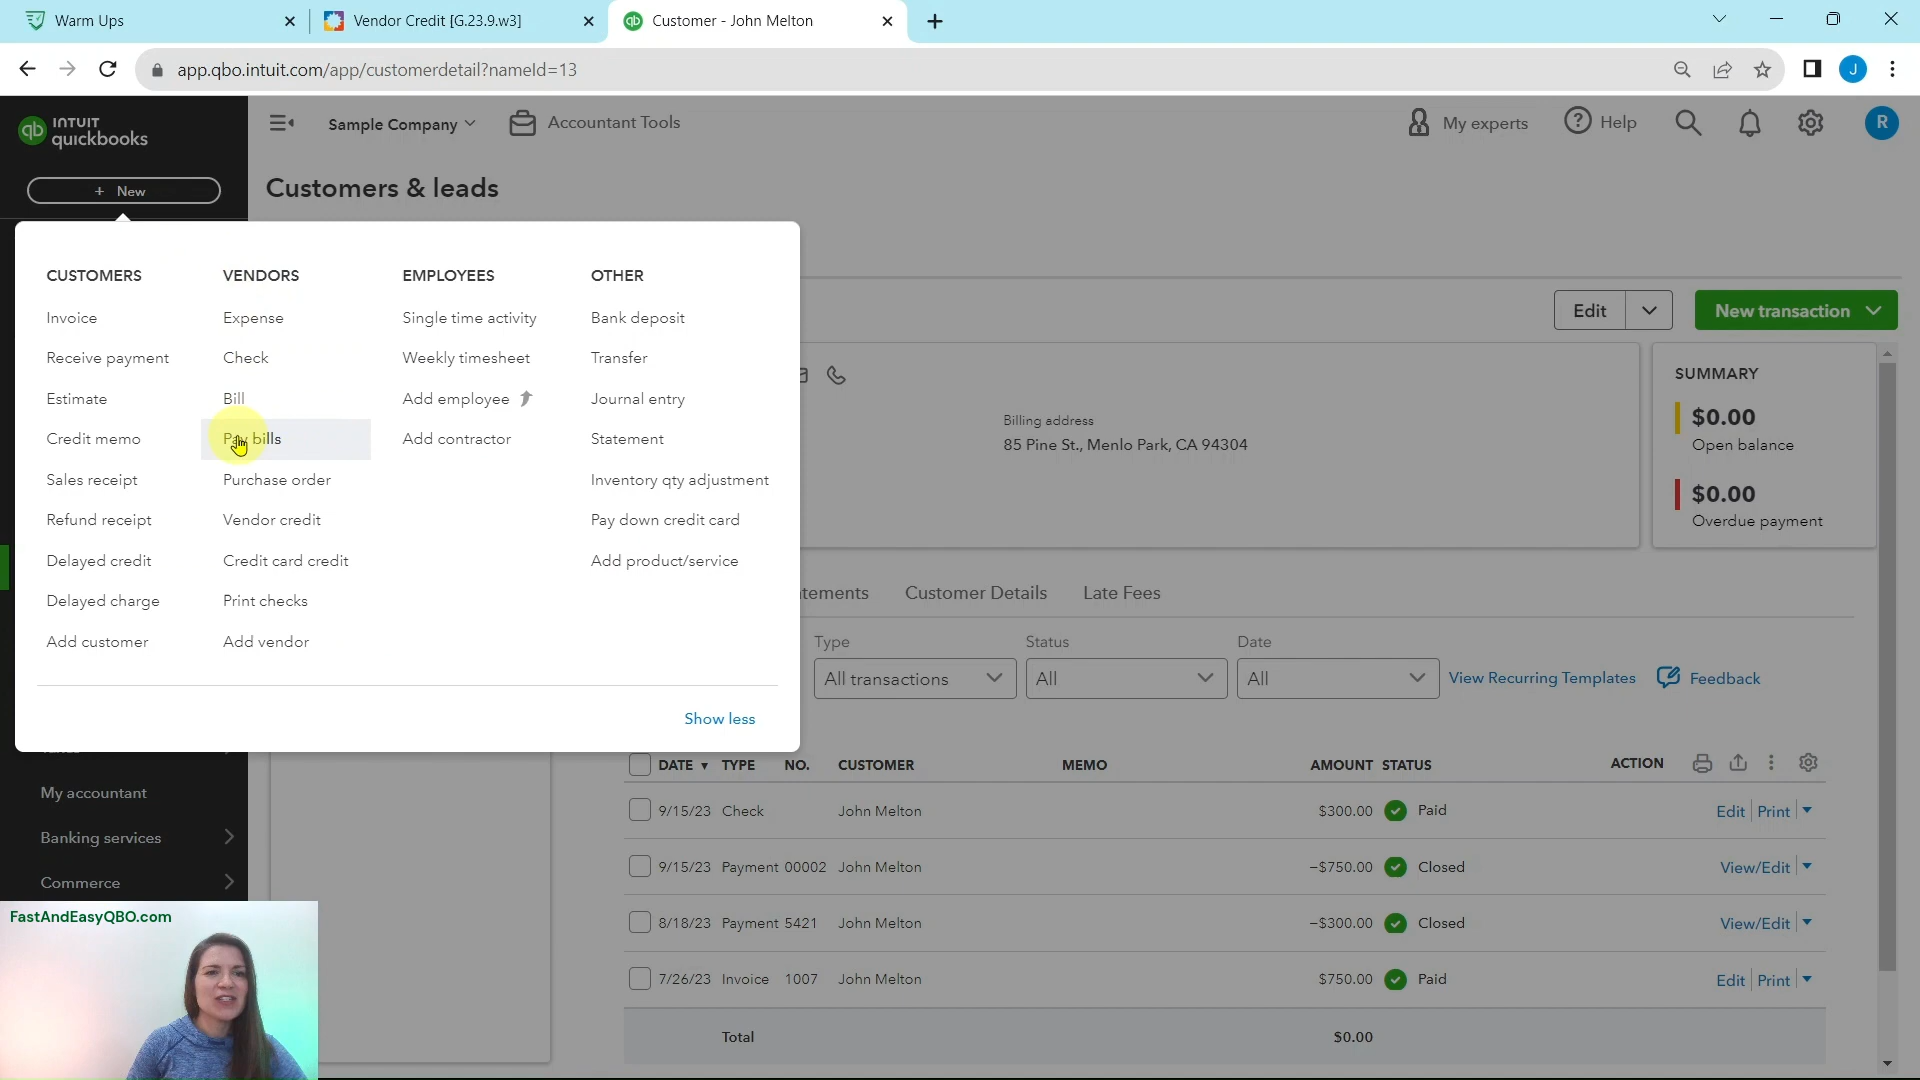 Warm Ups
Vendor Credit [G.23.9.w3]
Customer - John Melton
app.qbo.intuit.com/app/customerdetail?nameId=13
J
qb INTUIT quickbooks
Sample Company
Accountant Tools
My experts
Help
R
+ New
Customers & leads
CUSTOMERS
Invoice
Receive payment
Estimate
Credit memo
Sales receipt
Refund receipt
Delayed credit
Delayed charge
Add customer
VENDORS
Expense
Check
Bill
Pay bills
Purchase order
Vendor credit
Credit card credit
Print checks
Add vendor
EMPLOYEES
Single time activity
Weekly timesheet
Add employee
Add contractor
OTHER
Bank deposit
Transfer
Journal entry
Statement
Inventory qty adjustment
Pay down credit card
Add product/service
Show less
Edit
New transaction
Billing address
85 Pine St., Menlo Park, CA 94304
SUMMARY
$0.00
Open balance
$0.00
Overdue payment
tements
Customer Details
Late Fees
Type
All transactions
Status
All
Date
All
View Recurring Templates
Feedback
DATE TYPE NO. CUSTOMER MEMO AMOUNT STATUS ACTION
9/15/23 Check John Melton $300.00 Paid Edit Print
9/15/23 Payment 00002 John Melton -$750.00 Closed View/Edit
8/18/23 Payment 5421 John Melton -$300.00 Closed View/Edit
7/26/23 Invoice 1007 John Melton $750.00 Paid Edit Print
Total $0.00
My accountant
Banking services
Commerce
FastAndEasyQBO.com